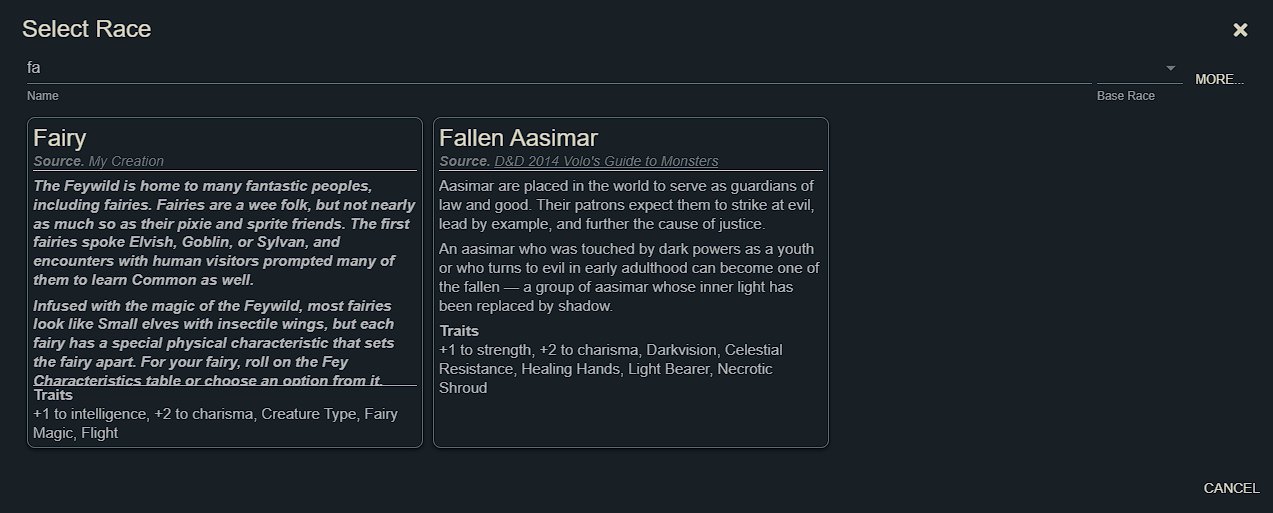 Select Race
fa
MORE...
Name
Base Race
Fairy
Source. My Creation
The Feywild is home to many fantastic peoples,
including fairies. Fairies are a wee folk, but not nearly
as much so as their pixie and sprite friends. The first
fairies spoke Elvish, Goblin, or Sylvan, and
encounters with human visitors prompted many of
them to learn Common as well.
Infused with the magic of the Feywild, most fairies
look like Small elves with insectile wings, but each
fairy has a special physical characteristic that sets
the fairy apart. For your fairy, roll on the Fey
Characteristics table or choose an option from it.
Traits
+1 to intelligence, +2 to charisma, Creature Type, Fairy
Magic, Flight
Fallen Aasimar
Source. D&D 2014 Volo's Guide to Monsters
Aasimar are placed in the world to serve as guardians of
law and good. Their patrons expect them to strike at evil,
lead by example, and further the cause of justice.
An aasimar who was touched by dark powers as a youth
or who turns to evil in early adulthood can become one of
the fallen — a group of aasimar whose inner light has
been replaced by shadow.
Traits
+1 to strength, +2 to charisma, Darkvision, Celestial
Resistance, Healing Hands, Light Bearer, Necrotic
Shroud
CANCEL